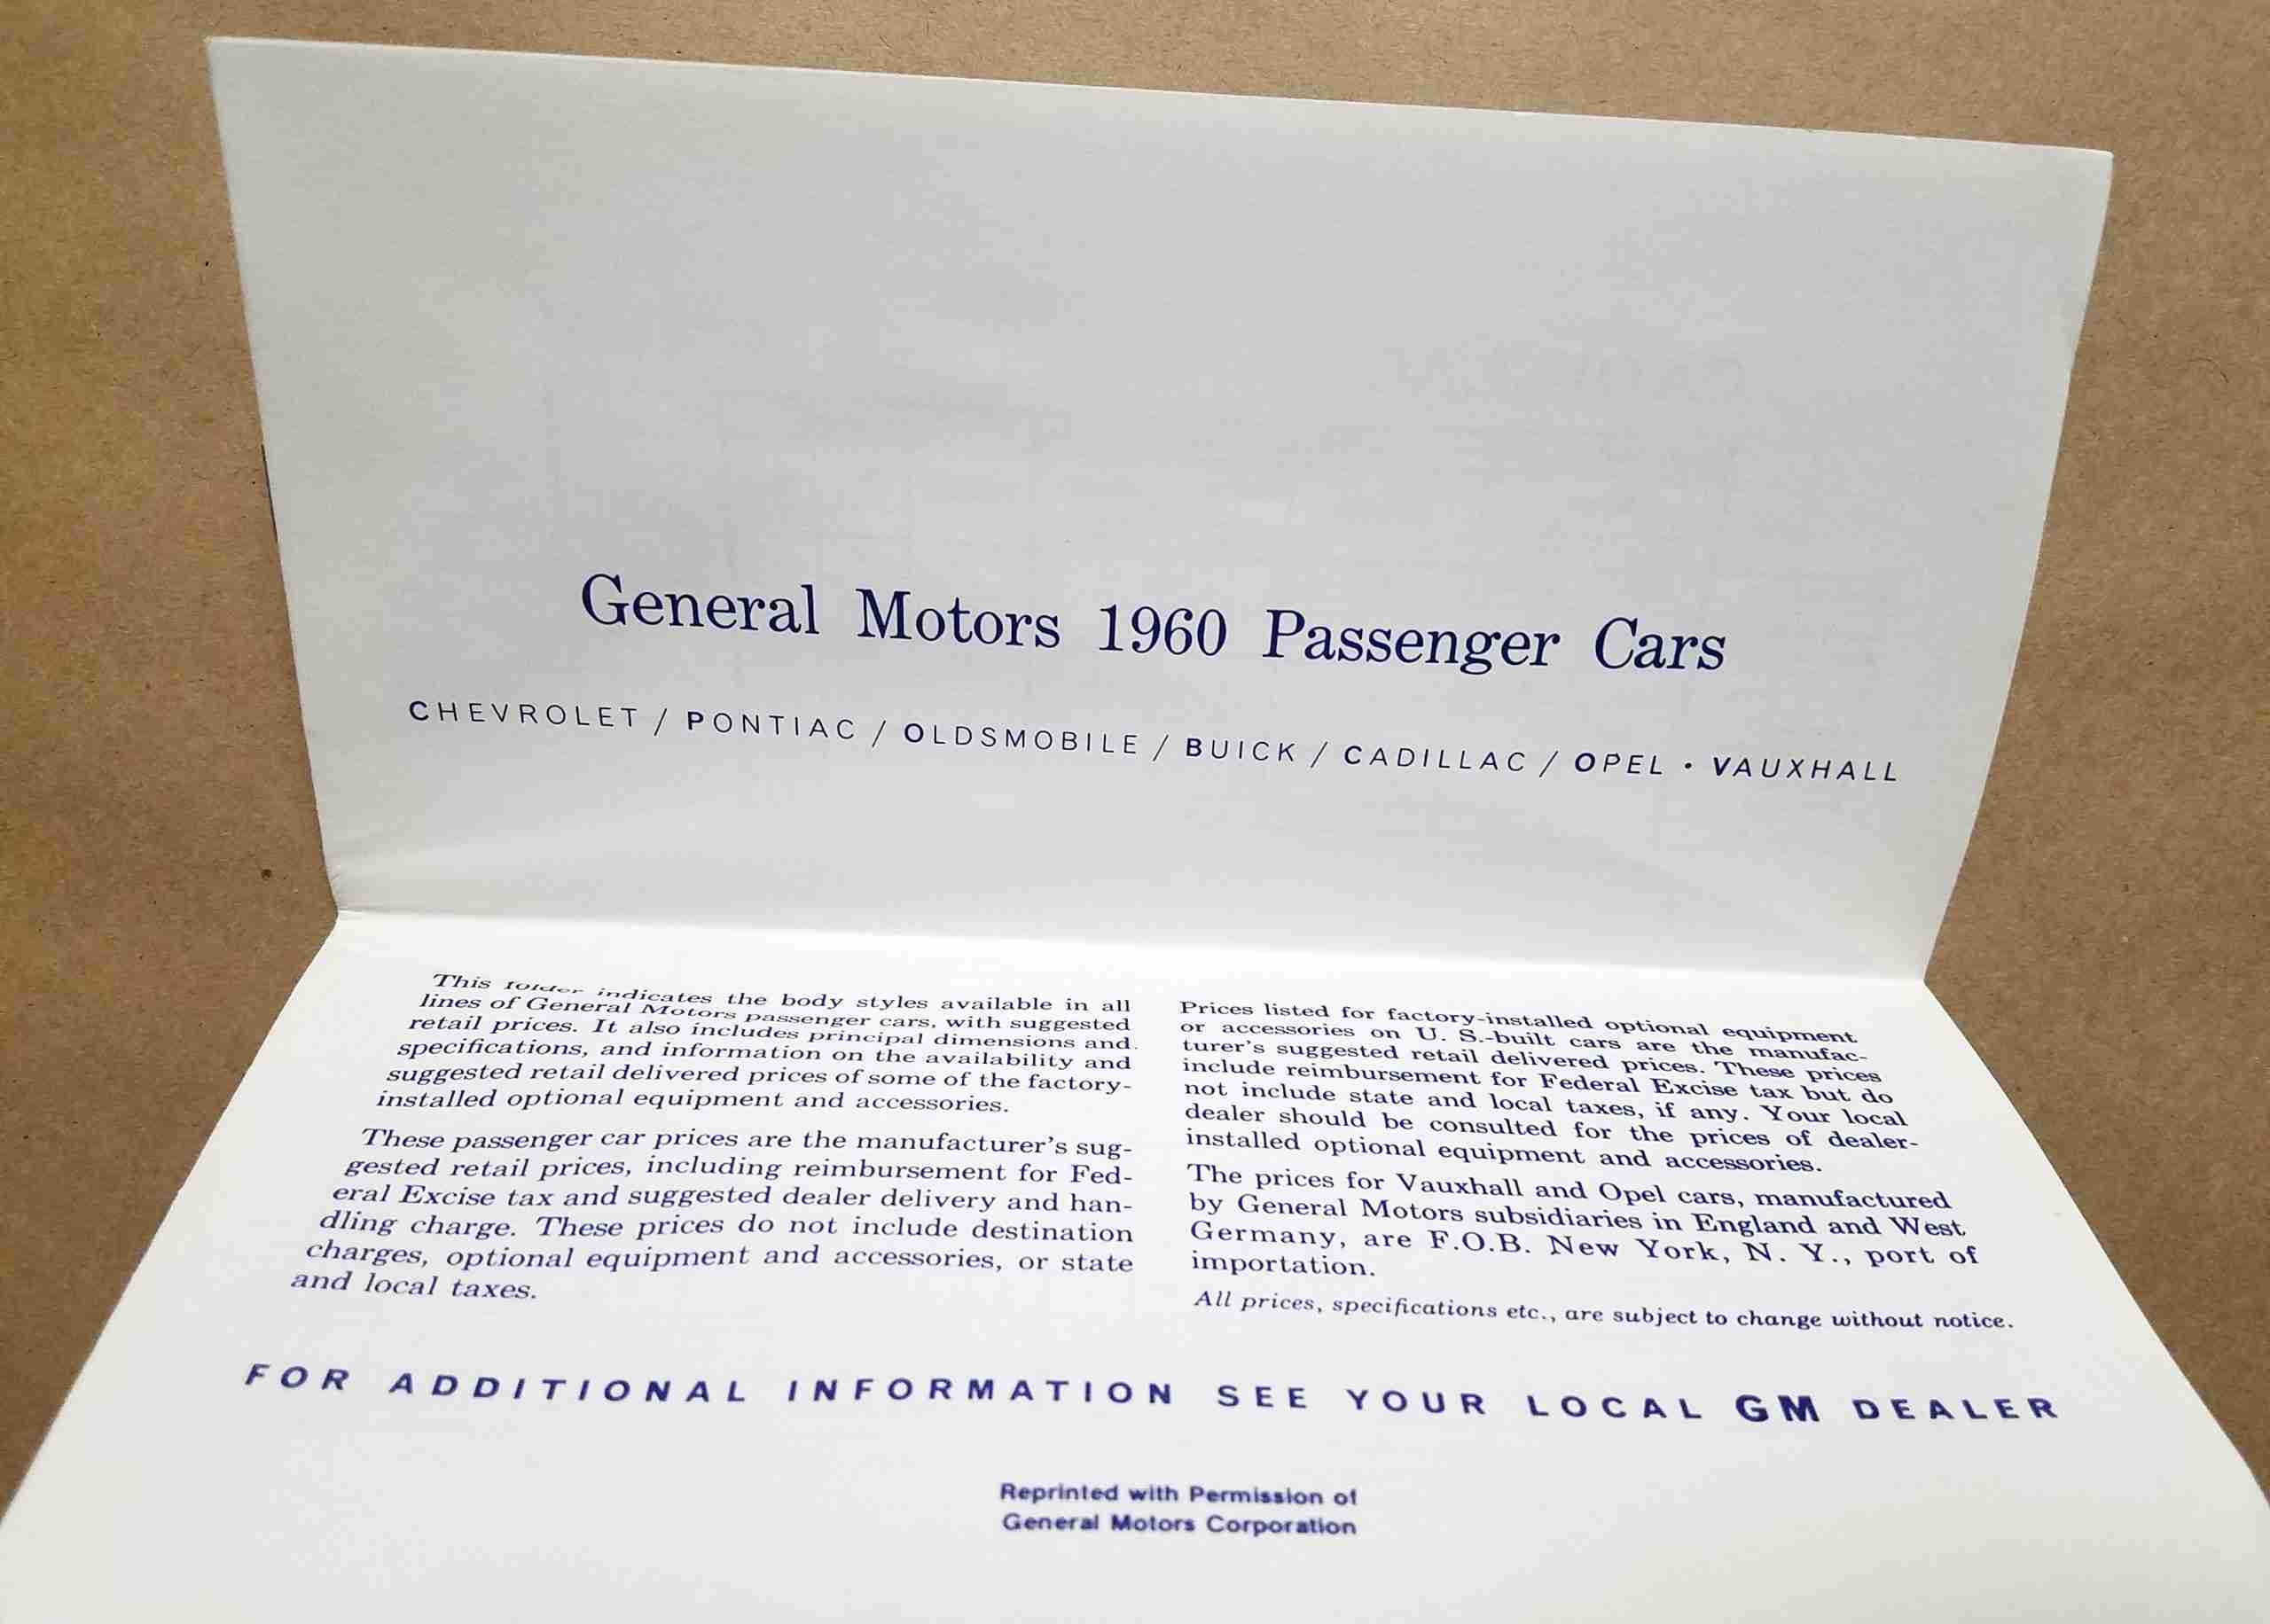 General Motors 1960 Passenger Cars
CHEVROLET / PONTIAC / OLDSMOBILE / BUICK / CADILLAC / OPEL • VAUXHALL
This folder indicates the body styles available in all
lines of General Motors passenger cars, with suggested
retail prices. It also includes principal dimensions and
specifications, and information on the availability and
suggested retail delivered prices of some of the factory-
installed optional equipment and accessories.
These passenger car prices are the manufacturer's sug-
gested retail prices, including reimbursement for Fed-
eral Excise tax and suggested dealer delivery and han-
dling charge. These prices do not include destination
charges, optional equipment and accessories, or state
and local taxes.
Prices listed for factory-installed optional equipment
or accessories on U. S.-built cars are the manufac-
turer's suggested retail delivered prices. These prices
include reimbursement for Federal Excise tax but do
not include state and local taxes, if any. Your local
dealer should be consulted for the prices of dealer-
installed optional equipment and accessories.
The prices for Vauxhall and Opel cars, manufactured
by General Motors subsidiaries in England and West
Germany, are F.O.B. New York, N. Y., port of
importation.
All prices, specifications etc., are subject to change without notice.
FOR ADDITIONAL INFORMATION SEE YOUR LOCAL GM DEALER
Reprinted with Permission of
General Motors Corporation